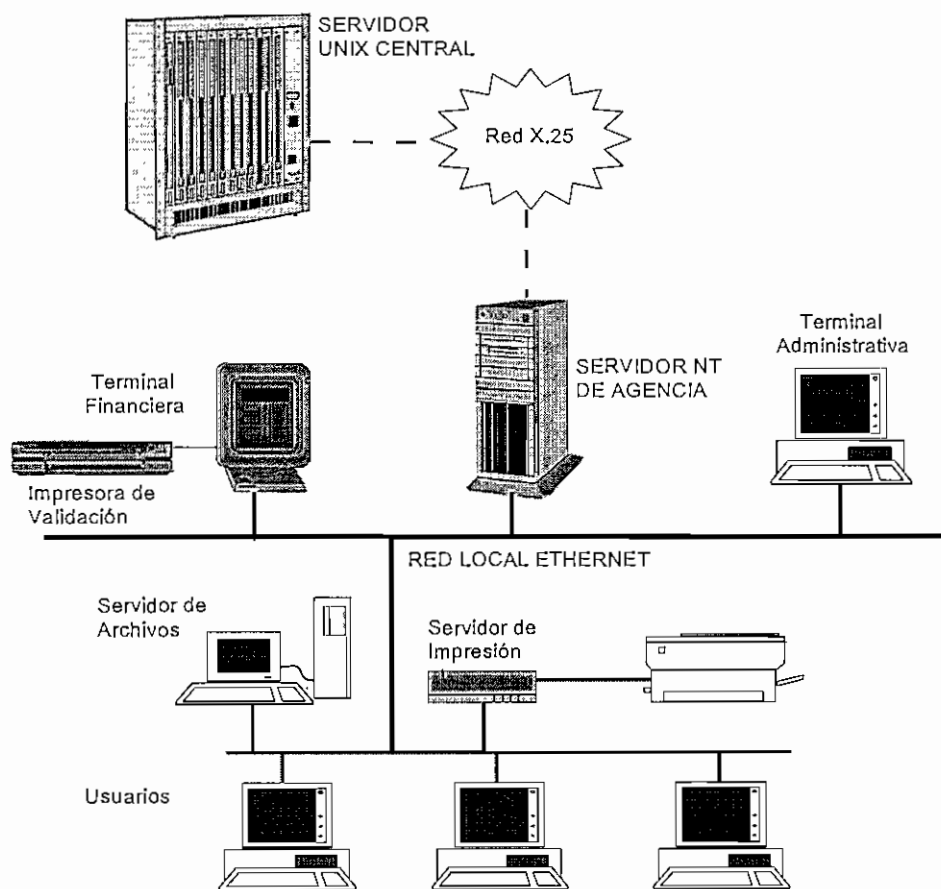 SERVIDOR
UNIX CENTRAL
Red X.25
Terminal
Administrativa
SERVIDOR NT
DE AGENCIA
Terminal
Financiera
Impresora de
Validación
RED LOCAL ETHERNET
Servidor de
Archivos
Servidor de
Impresión
Usuarios